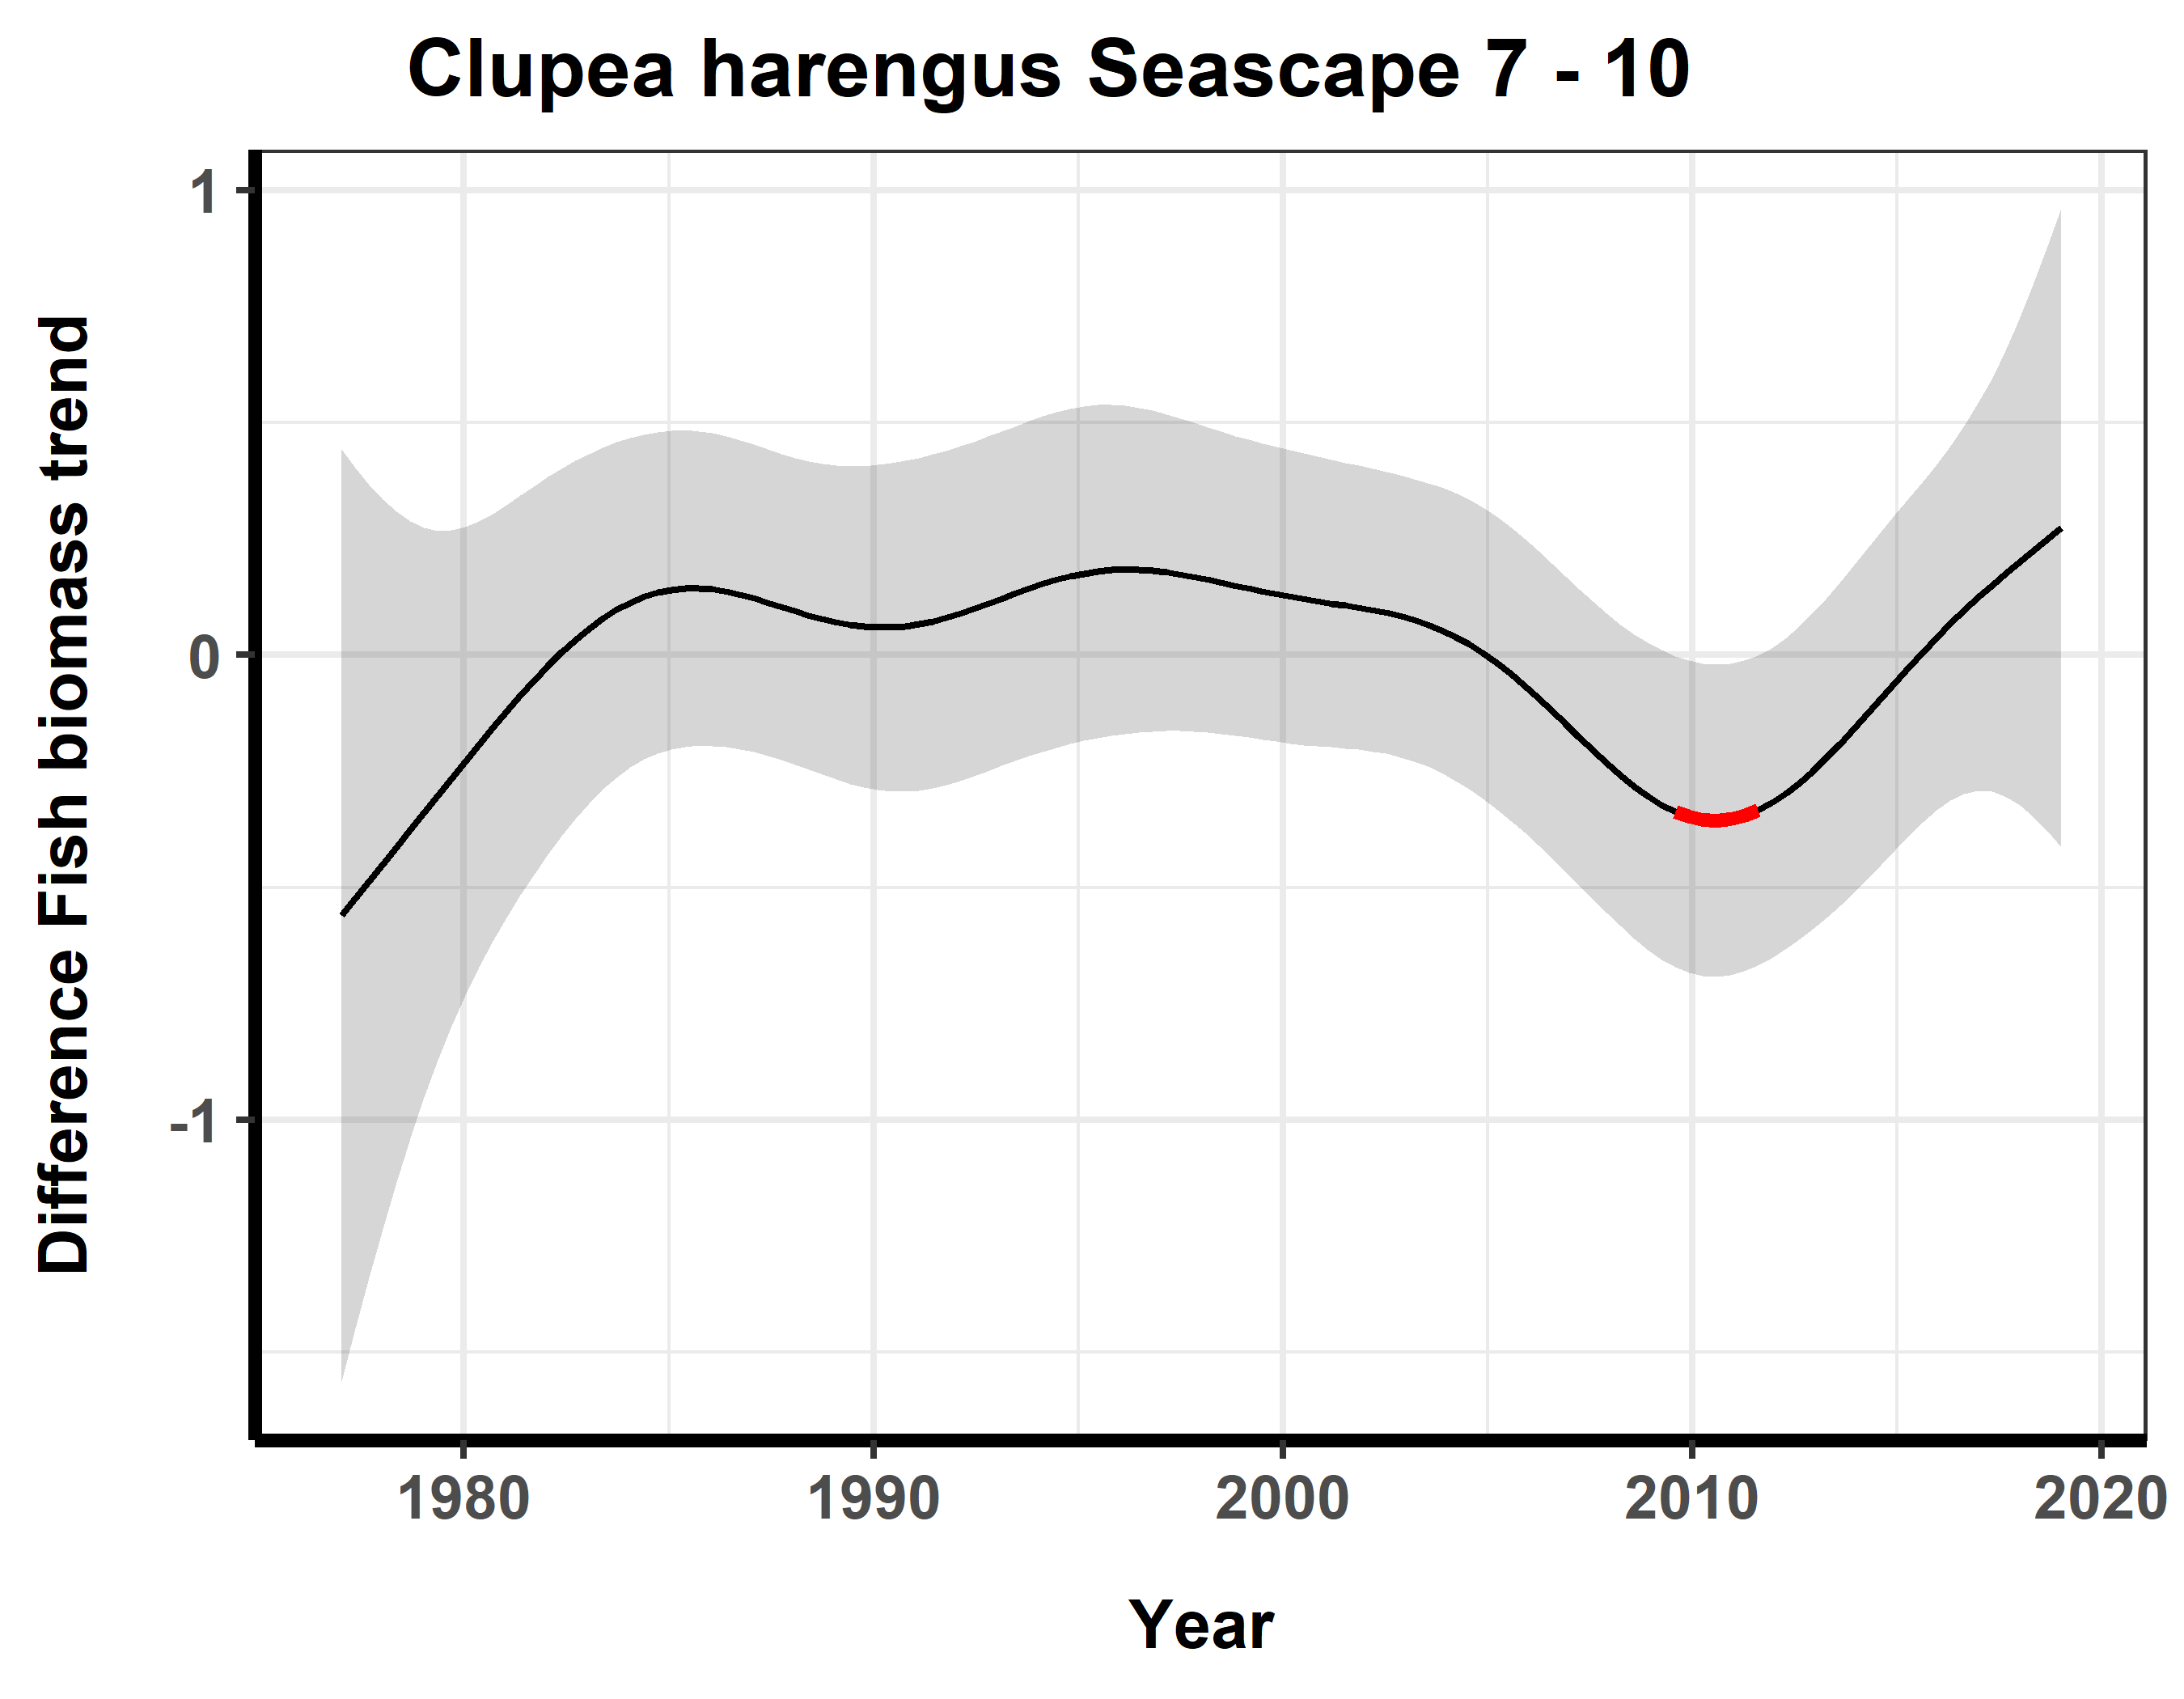 Clupea harengus Seascape 7 - 10
Difference Fish biomass trend
1
0
-1
1980 1990 2000 2010 2020
Year